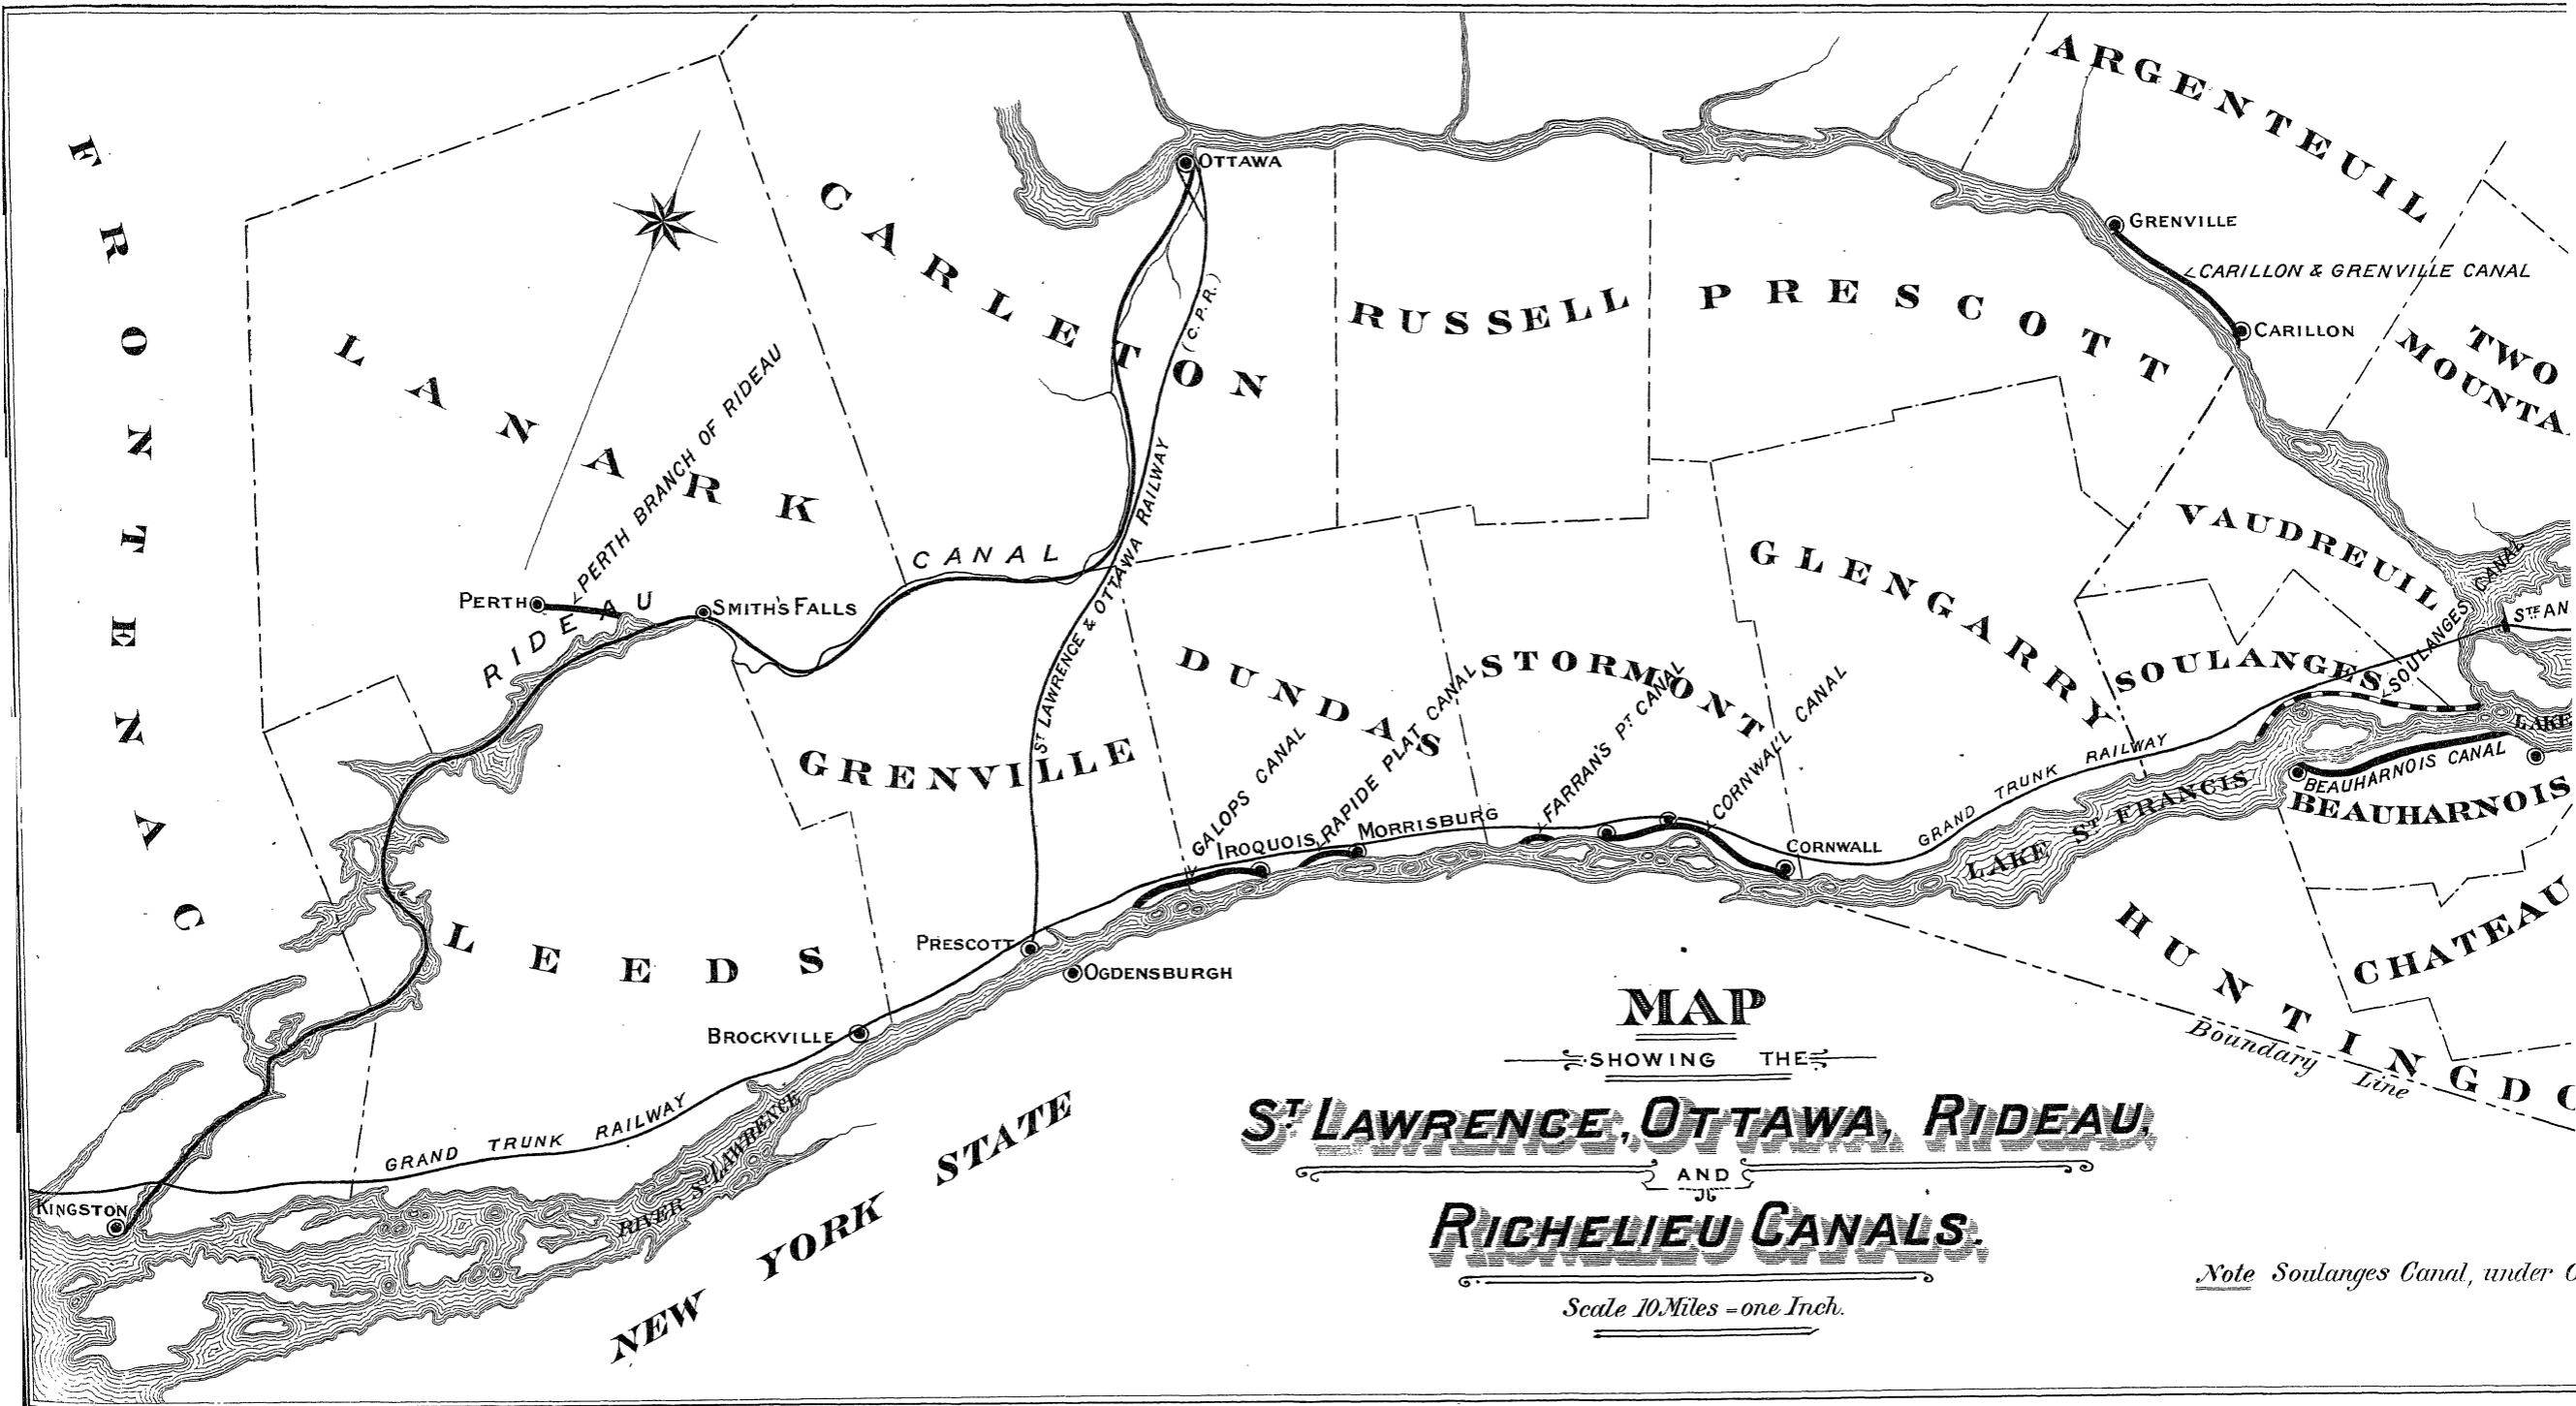 ARGENTEUIL
FRONTENAC
OTTAWA
CARLETON
GRENVILLE
CARILLON & GRENVILLE CANAL
CARILLON
TWO
MOUNTA
LANARK
PERTH BRANCH OF RIDEAU
(C. P. R.)
RUSSELL
PRESCOTT
VAUDREUIL
GLENGARRY
RIDEAU CANAL
PERTH
SMITH'S FALLS
ST LAWRENCE & OTTAWA RAILWAY
DUNDAS
STORMONT
SOULANGES
SOULANGES CANAL
STE AN
LAKE
GRENVILLE
GALOPS CANAL
RAPIDE PLAT CANAL
FARRAN'S PT CANAL
CORNWALL CANAL
GRAND TRUNK RAILWAY
BEAUHARNOIS CANAL
BEAUHARNOIS
IROQUOIS
MORRISBURG
CORNWALL
LAKE ST FRANCIS
LEEDS
PRESCOTT
OGDENSBURGH
BROCKVILLE
HUNTINGDO
CHATEAU
Boundary Line
GRAND TRUNK RAILWAY
KINGSTON
RIVER ST LAWRENCE
NEW YORK STATE
MAP
SHOWING THE
ST LAWRENCE, OTTAWA, RIDEAU,
AND
RICHELIEU CANALS.
Scale 10 Miles = one Inch.
Note Soulanges Canal, under C